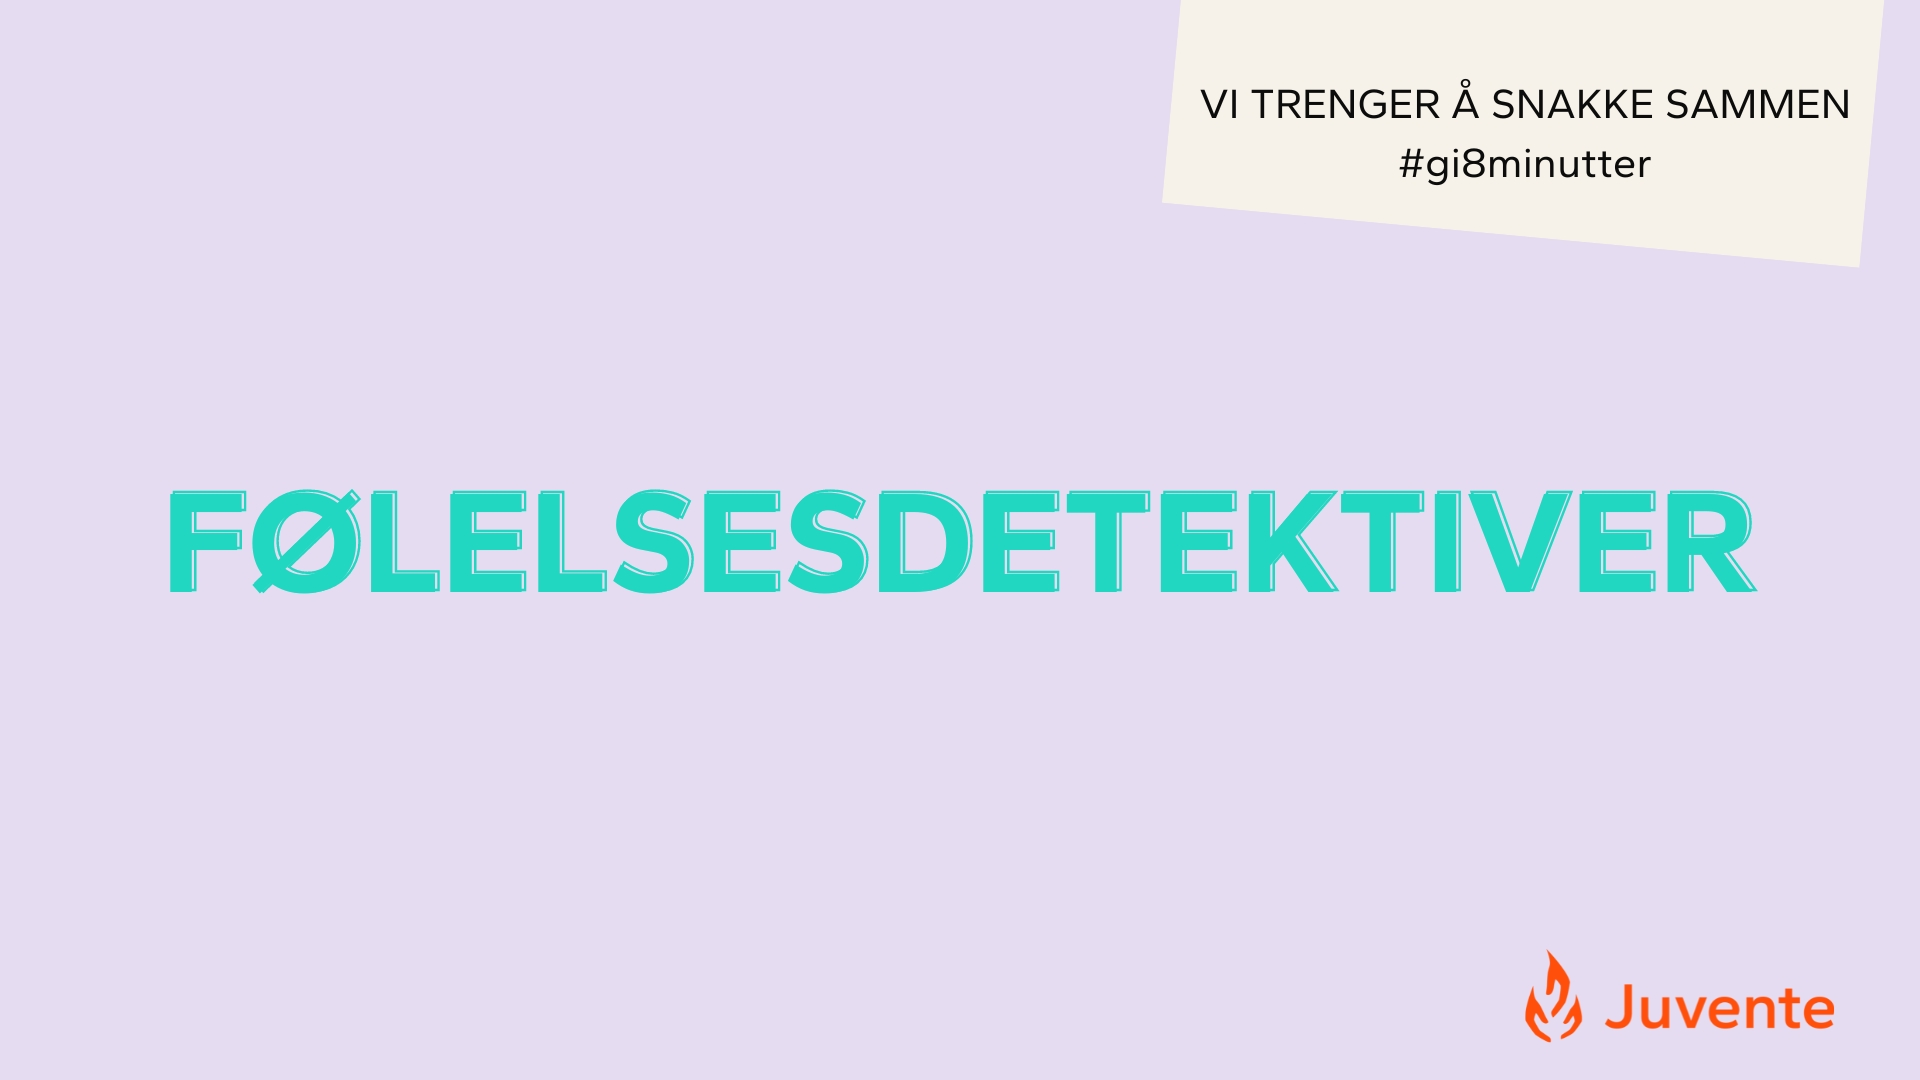 VI TRENGER Å SNAKKE SAMMEN
#gi8minutter
FØLELSESDETEKTIVER
Juvente